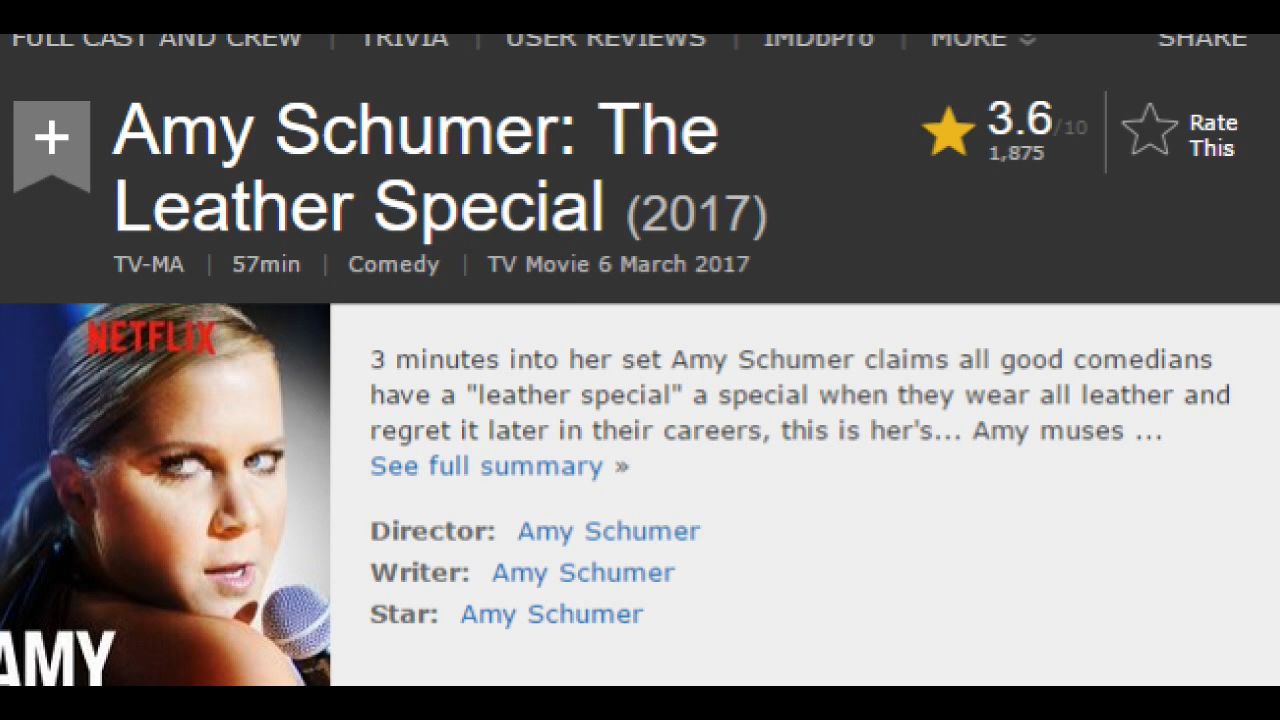 FULL CAST AND CREW | TRIVIA | USER REVIEWS | IMDbPro | MORE SHARE
+ Amy Schumer: The
Leather Special (2017)
3.6/10
1,875
Rate
This
TV-MA | 57min | Comedy | TV Movie 6 March 2017
NETFLIX
AMY
3 minutes into her set Amy Schumer claims all good comedians
have a "leather special" a special when they wear all leather and
regret it later in their careers, this is her's... Amy muses ...
See full summary »
Director: Amy Schumer
Writer: Amy Schumer
Star: Amy Schumer